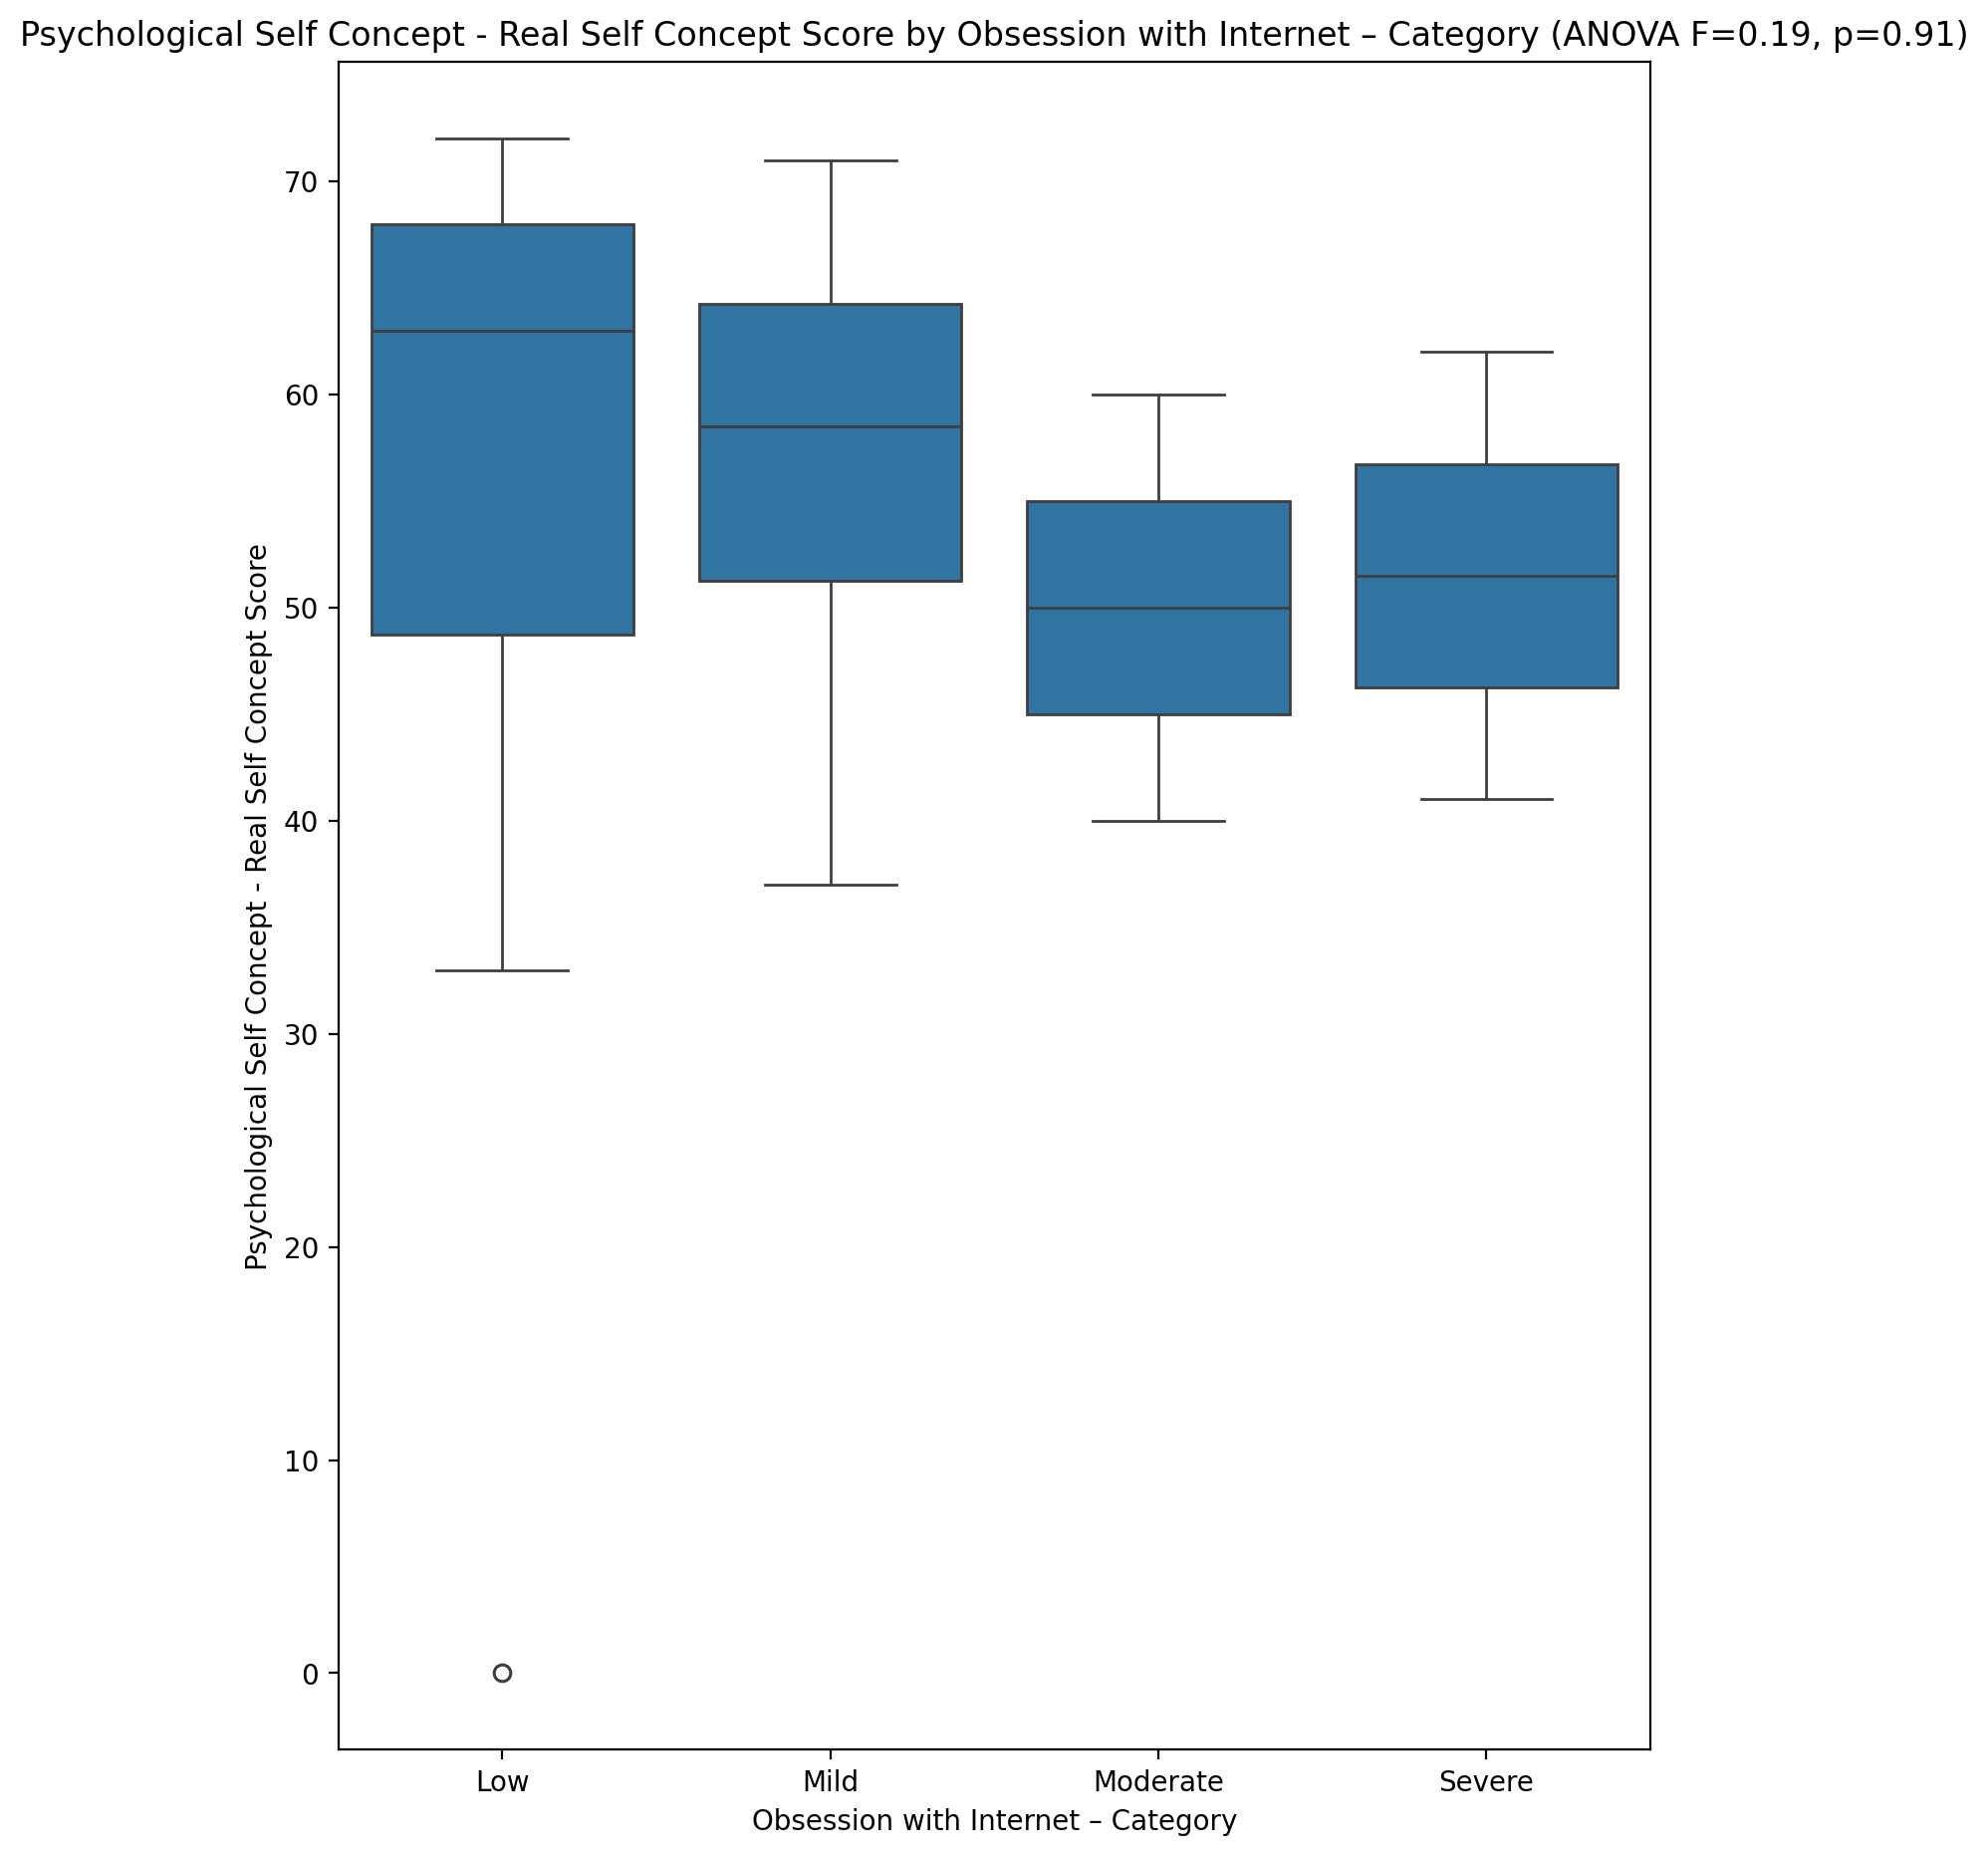 Psychological Self Concept - Real Self Concept Score by Obsession with Internet – Category (ANOVA F=0.19, p=0.91)
Psychological Self Concept - Real Self Concept Score
70
60
50
40
30
20
10
0
Low
Mild
Moderate
Severe
Obsession with Internet – Category